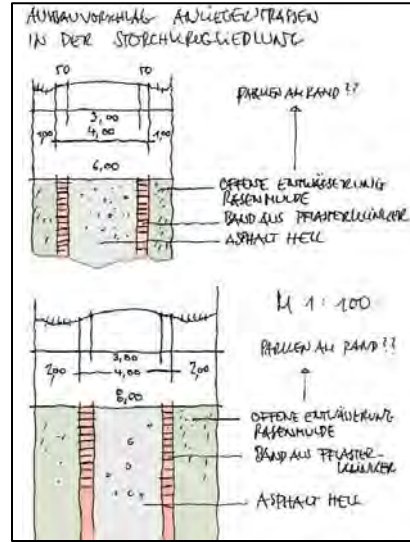 AUSBAUVORSCHLAG ANLIEGERSTRAßEN
IN DER STORCHKRUGSIEDLUNG
50 50
PARKEN AM RAND??
3,00
1,00 4,00 1,00
6,00
OFFENE ENTWÄSSERUNG
RASENMULDE
BAND AUS PFLASTERKLINKER
ASPHALT HELL
M 1:100
PARKEN AM RAND??
3,00
2,00 4,00 2,00
8,00
OFFENE ENTWÄSSERUNG
RASENMULDE
BAND AUS PFLASTER-
KLINKER
ASPHALT HELL